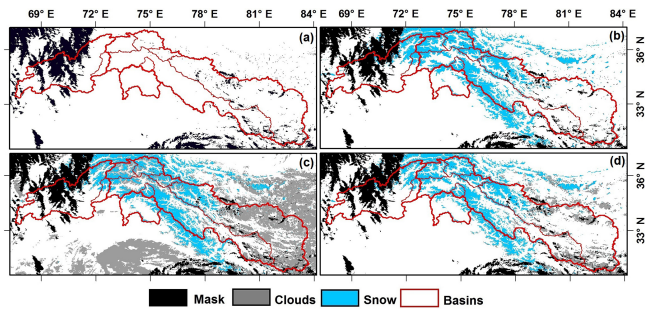 69° E 72° E 75° E 78° E 81° E 84° E 69° E 72° E 75° E 78° E 81° E 84° E
(a) (b)
36° N
33° N
(c) (d)
36° N
33° N
Mask Clouds Snow Basins